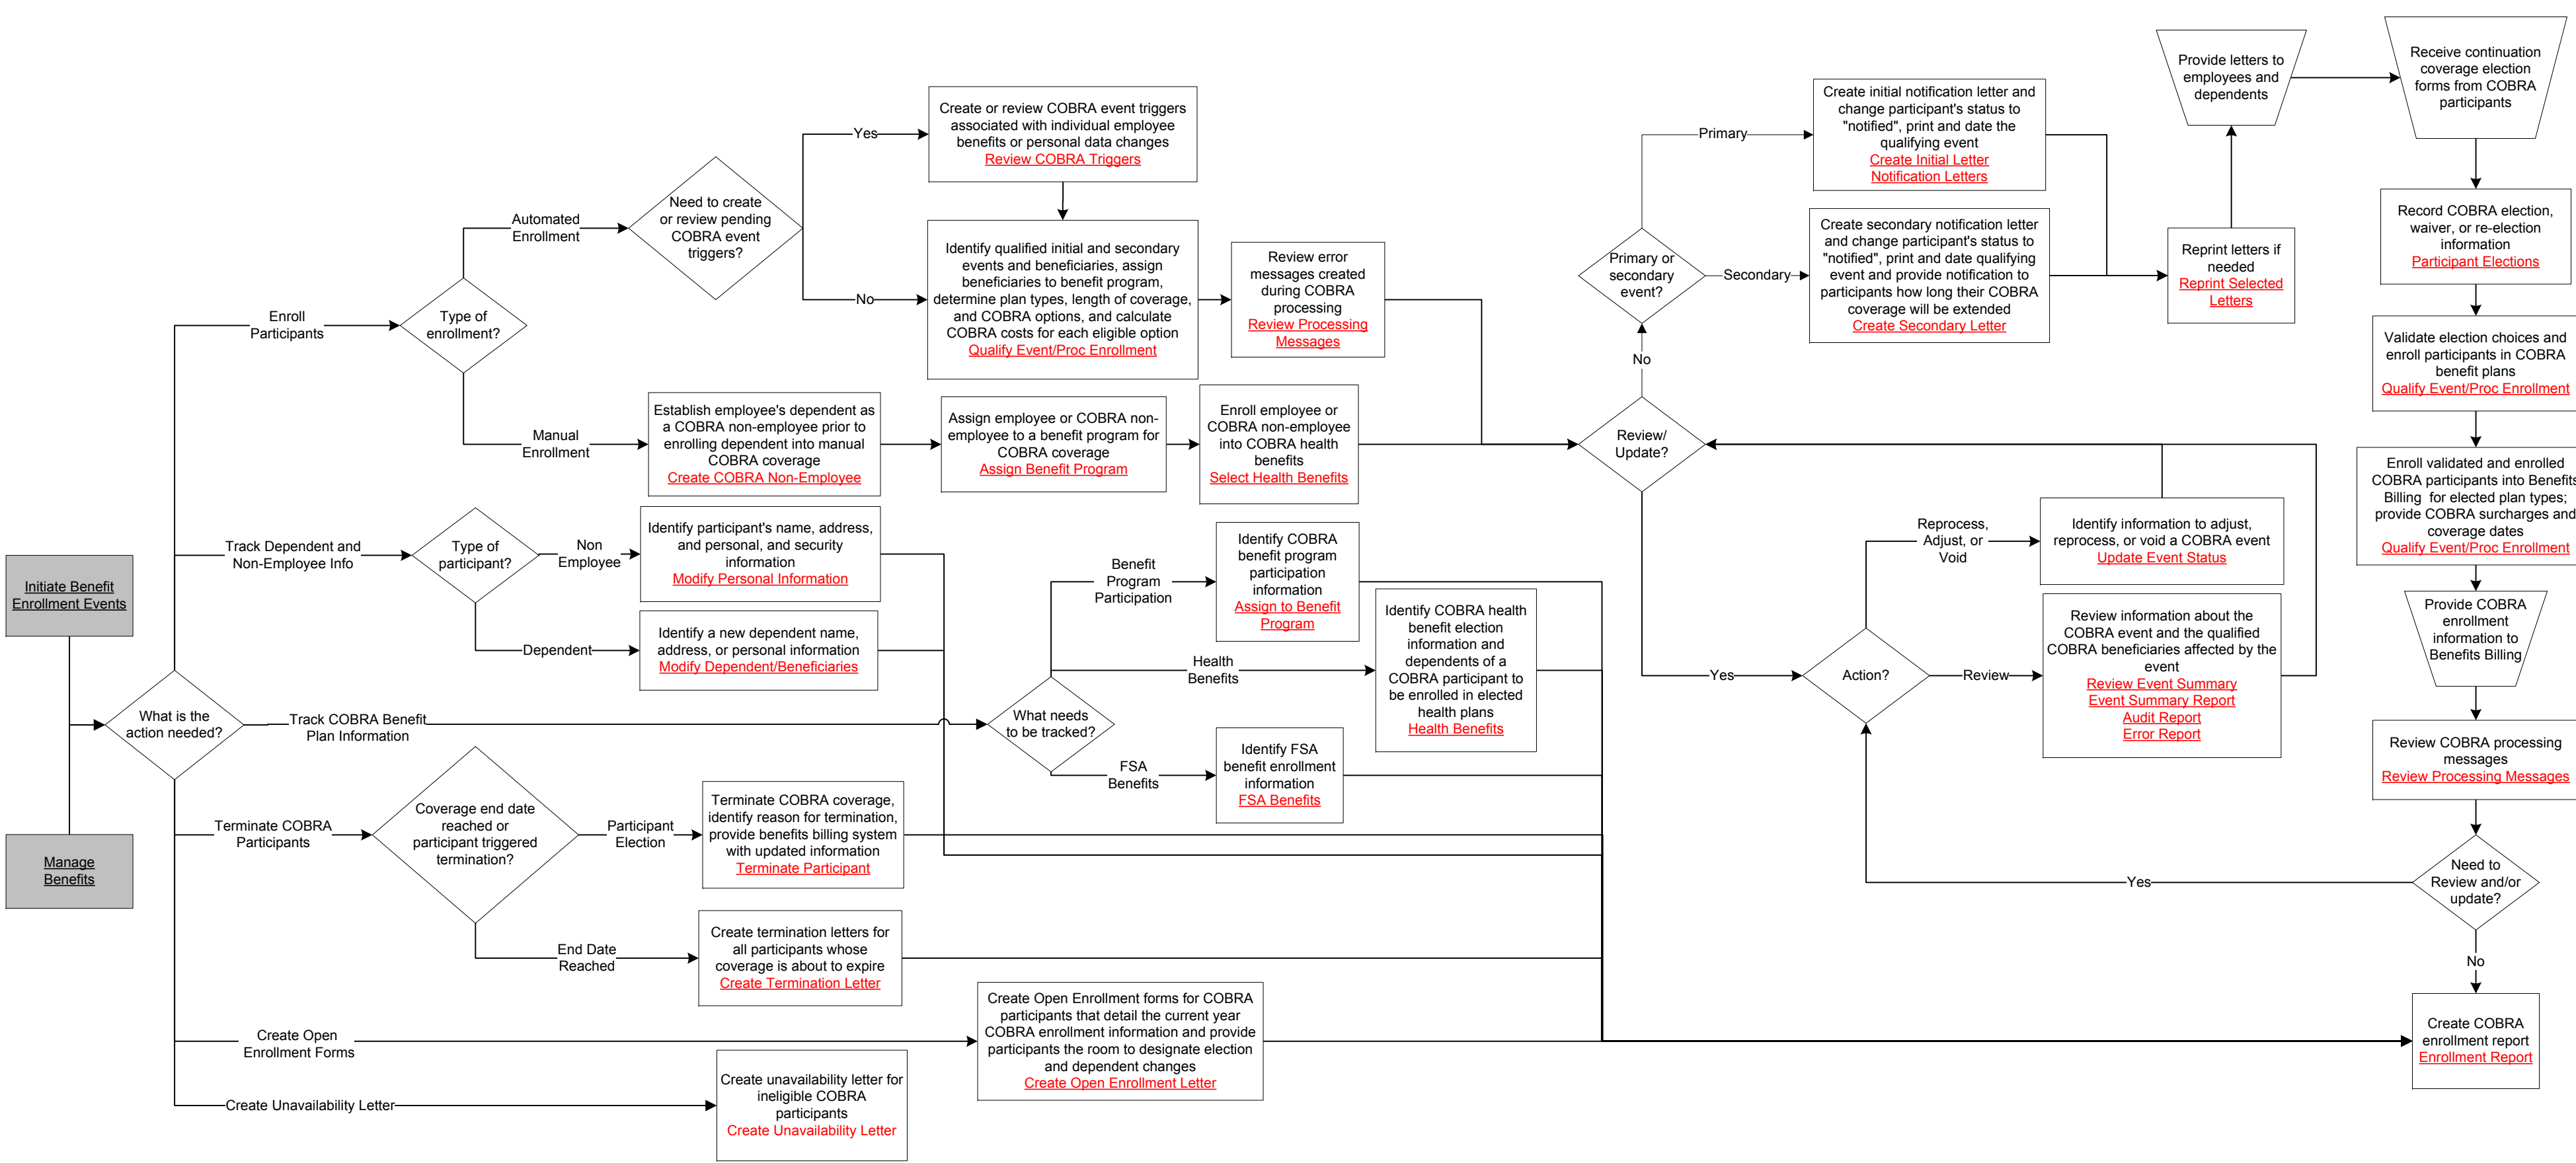 Initiate Benefit
Enrollment Events
Manage
Benefits
What is the
action needed?
Enroll
Participants
Type of
enrollment?
Automated
Enrollment
Need to create
or review pending
COBRA event
triggers?
Yes
Create or review COBRA event triggers
associated with individual employee
benefits or personal data changes
Review COBRA Triggers
No
Identify qualified initial and secondary
events and beneficiaries, assign
beneficiaries to benefit program,
determine plan types, length of coverage,
and COBRA options, and calculate
COBRA costs for each eligible option
Qualify Event/Proc Enrollment
Review error
messages created
during COBRA
processing
Review Processing
Messages
Manual
Enrollment
Establish employee's dependent as
a COBRA non-employee prior to
enrolling dependent into manual
COBRA coverage
Create COBRA Non-Employee
Assign employee or COBRA non-
employee to a benefit program for
COBRA coverage
Assign Benefit Program
Enroll employee or
COBRA non-employee
into COBRA health
benefits
Select Health Benefits
Track Dependent and
Non-Employee Info
Type of
participant?
Non
Employee
Identify participant's name, address,
and personal, and security
information
Modify Personal Information
Dependent
Identify a new dependent name,
address, or personal information
Modify Dependent/Beneficiaries
Track COBRA Benefit
Plan Information
What needs
to be tracked?
Benefit
Program
Participation
Identify COBRA
benefit program
participation
information
Assign to Benefit
Program
Health
Benefits
Identify COBRA health
benefit election
information and
dependents of a
COBRA participant to
be enrolled in elected
health plans
Health Benefits
FSA
Benefits
Identify FSA
benefit enrollment
information
FSA Benefits
Terminate COBRA
Participants
Coverage end date
reached or
participant triggered
termination?
Participant
Election
Terminate COBRA coverage,
identify reason for termination,
provide benefits billing system
with updated information
Terminate Participant
End Date
Reached
Create termination letters for
all participants whose
coverage is about to expire
Create Termination Letter
Create Open
Enrollment Forms
Create Open Enrollment forms for COBRA
participants that detail the current year
COBRA enrollment information and provide
participants the room to designate election
and dependent changes
Create Open Enrollment Letter
Create Unavailability Letter
Create unavailability letter for
ineligible COBRA
participants
Create Unavailability Letter
Review/
Update?
No
Primary or
secondary
event?
Primary
Create initial notification letter and
change participant's status to
"notified", print and date the
qualifying event
Create Initial Letter
Notification Letters
Secondary
Create secondary notification letter
and change participant's status to
"notified", print and date qualifying
event and provide notification to
participants how long their COBRA
coverage will be extended
Create Secondary Letter
Reprint letters if
needed
Reprint Selected
Letters
Provide letters to
employees and
dependents
Yes
Action?
Reprocess,
Adjust, or
Void
Identify information to adjust,
reprocess, or void a COBRA event
Update Event Status
Review
Review information about the
COBRA event and the qualified
COBRA beneficiaries affected by the
event
Review Event Summary
Event Summary Report
Audit Report
Error Report
Receive continuation
coverage election
forms from COBRA
participants
Record COBRA election,
waiver, or re-election
information
Participant Elections
Validate election choices and
enroll participants in COBRA
benefit plans
Qualify Event/Proc Enrollment
Enroll validated and enrolled
COBRA participants into Benefits
Billing for elected plan types;
provide COBRA surcharges and
coverage dates
Qualify Event/Proc Enrollment
Provide COBRA
enrollment
information to
Benefits Billing
Review COBRA processing
messages
Review Processing Messages
Need to
Review and/or
update?
Yes
No
Create COBRA
enrollment report
Enrollment Report